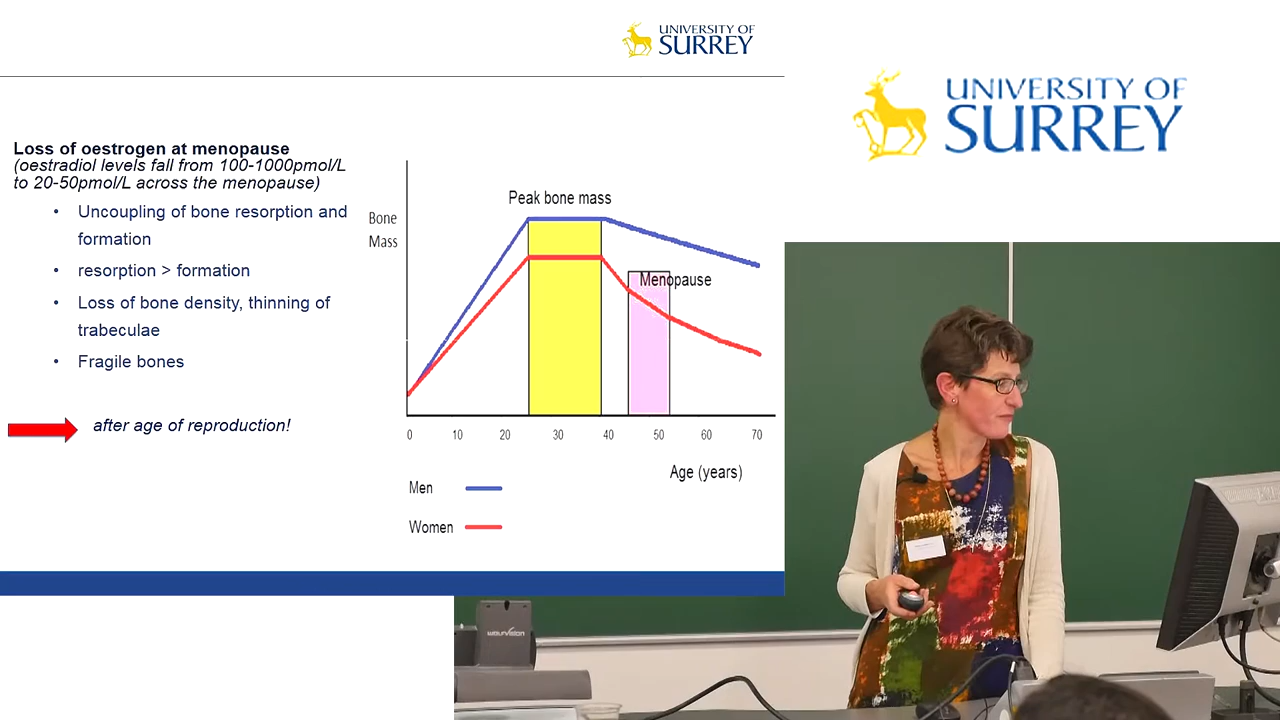 UNIVERSITY OF
SURREY
UNIVERSITY OF
SURREY
Loss of oestrogen at menopause
(oestradiol levels fall from 100-1000pmol/L
to 20-50pmol/L across the menopause)
• Uncoupling of bone resorption and
formation
• resorption > formation
• Loss of bone density, thinning of
trabeculae
• Fragile bones
after age of reproduction!
Peak bone mass
Bone
Mass
Menopause
0 10 20 30 40 50 60 70
Age (years)
Men
Women
wolfvision